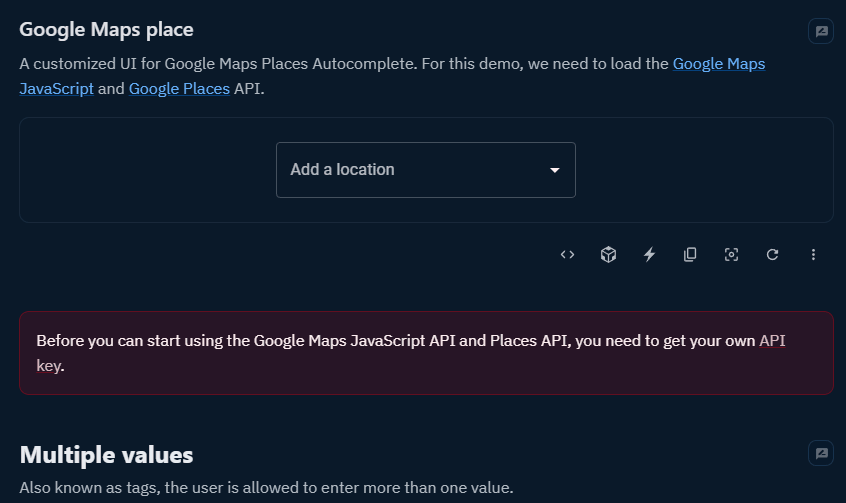 Google Maps place
A customized UI for Google Maps Places Autocomplete. For this demo, we need to load the Google Maps
JavaScript and Google Places API.
Add a location
Before you can start using the Google Maps JavaScript API and Places API, you need to get your own API
key.
Multiple values
Also known as tags, the user is allowed to enter more than one value.